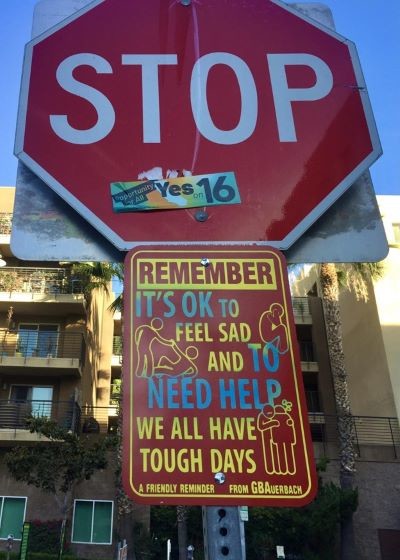 STOP
Opportunity for All Yes on 16
REMEMBER
IT'S OK TO
FEEL SAD
AND TO
NEED HELP
WE ALL HAVE
TOUGH DAYS
A FRIENDLY REMINDER FROM GBAUERBACH